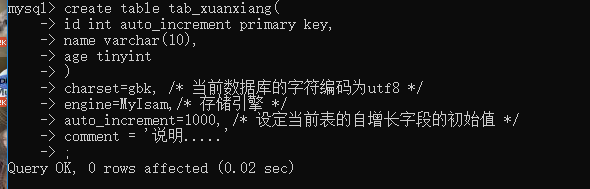 mysql> create table tab_xuanxiang(
-> id int auto_increment primary key,
-> name varchar(10),
-> age tinyint
-> )
-> charset=gbk, /* 当前数据库的字符编码为utf8 */
-> engine=MyIsam,/* 存储引擎 */
-> auto_increment=1000, /* 设定当前表的自增长字段的初始值 */
-> comment = '说明.....'
-> ;
Query OK, 0 rows affected (0.02 sec)